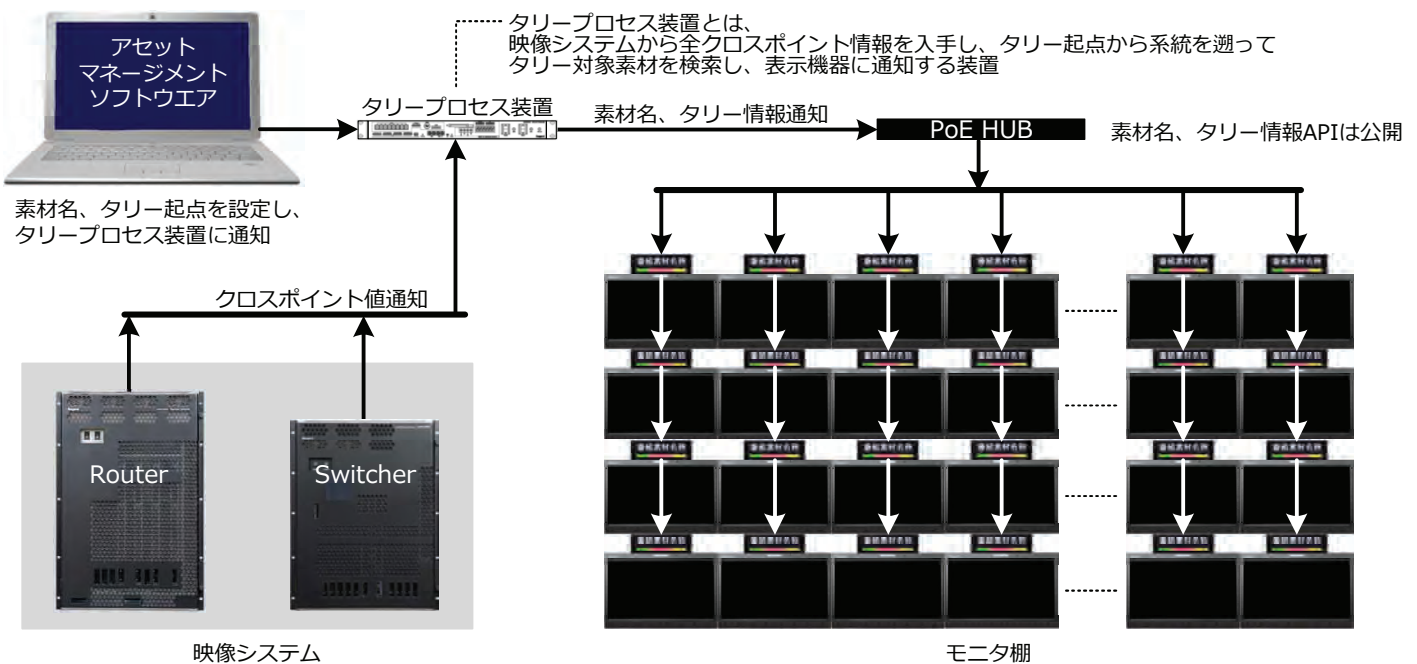 アセット
マネージメント
ソフトウエア
タリープロセス装置とは、
映像システムから全クロスポイント情報を入手し、タリー起点から系統を遡って
タリー対象素材を検索し、表示機器に通知する装置
タリープロセス装置
素材名、タリー情報通知
PoE HUB
素材名、タリー情報APIは公開
素材名、タリー起点を設定し、
タリープロセス装置に通知
クロスポイント値通知
Router
Switcher
映像システム
モニタ棚